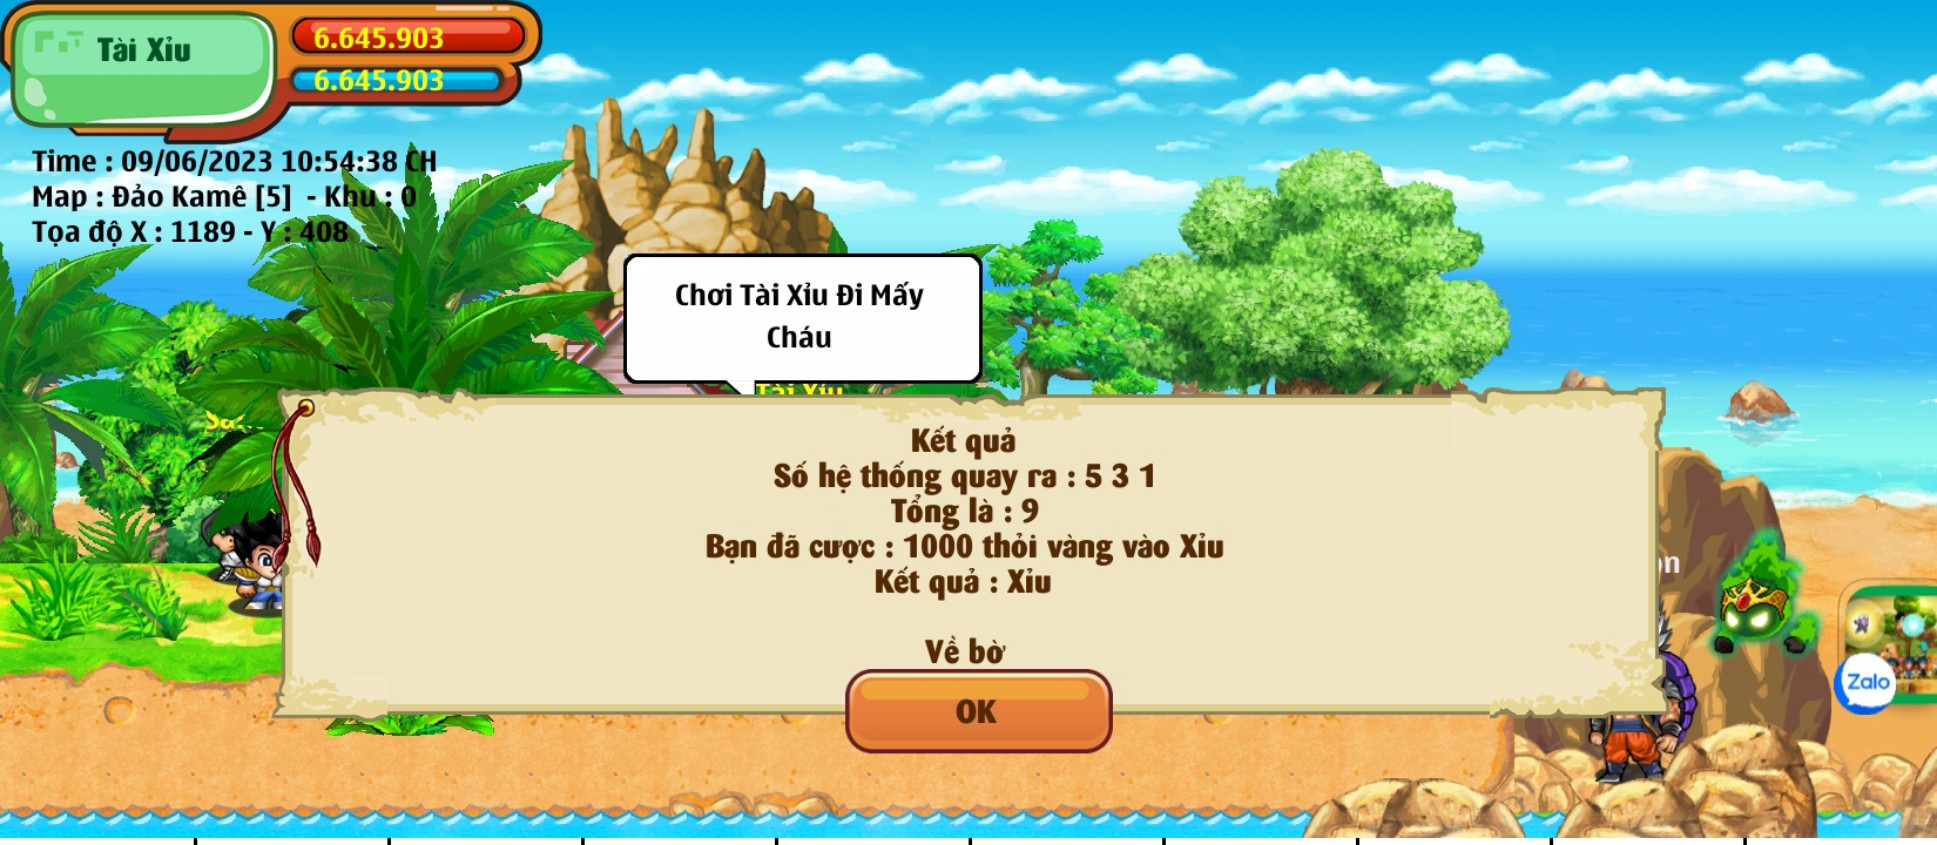 Tài Xỉu
6.645.903
6.645.903
Time : 09/06/2023 10:54:38 CH
Map : Đảo Kamê [5] - Khu : 0
Tọa độ X : 1189 - Y : 408
Chơi Tài Xỉu Đi Mấy
Cháu
Tài Xỉu
Kết quả
Số hệ thống quay ra : 5 3 1
Tổng là : 9
Bạn đã cược : 1000 thỏi vàng vào Xỉu
Kết quả : Xỉu
Về bờ
OK
Zalo